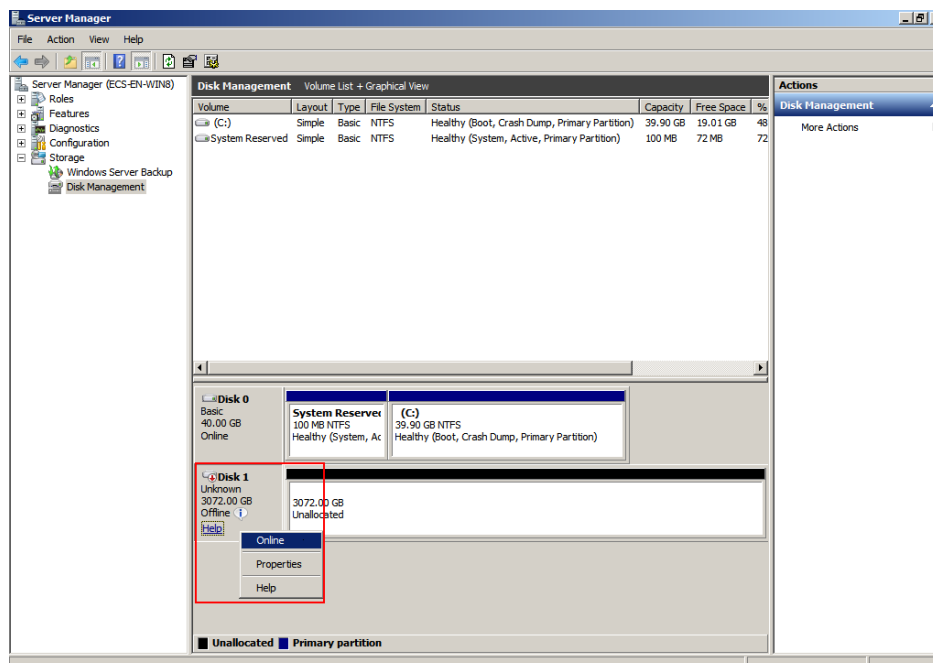 Server Manager
File Action View Help
Server Manager (ECS-EN-WIN8)
Roles
Features
Diagnostics
Configuration
Storage
Windows Server Backup
Disk Management
Disk Management Volume List + Graphical View
Volume Layout Type File System Status Capacity Free Space %
(C:) Simple Basic NTFS Healthy (Boot, Crash Dump, Primary Partition) 39.90 GB 19.01 GB 48
System Reserved Simple Basic NTFS Healthy (System, Active, Primary Partition) 100 MB 72 MB 72
Disk 0
Basic
40.00 GB
Online
System Reserved
100 MB NTFS
Healthy (System, Ac
(C:)
39.90 GB NTFS
Healthy (Boot, Crash Dump, Primary Partition)
Disk 1
Unknown
3072.00 GB
Offline
Help
3072.00 GB
Unallocated
Online
Properties
Help
Unallocated Primary partition
Actions
Disk Management
More Actions